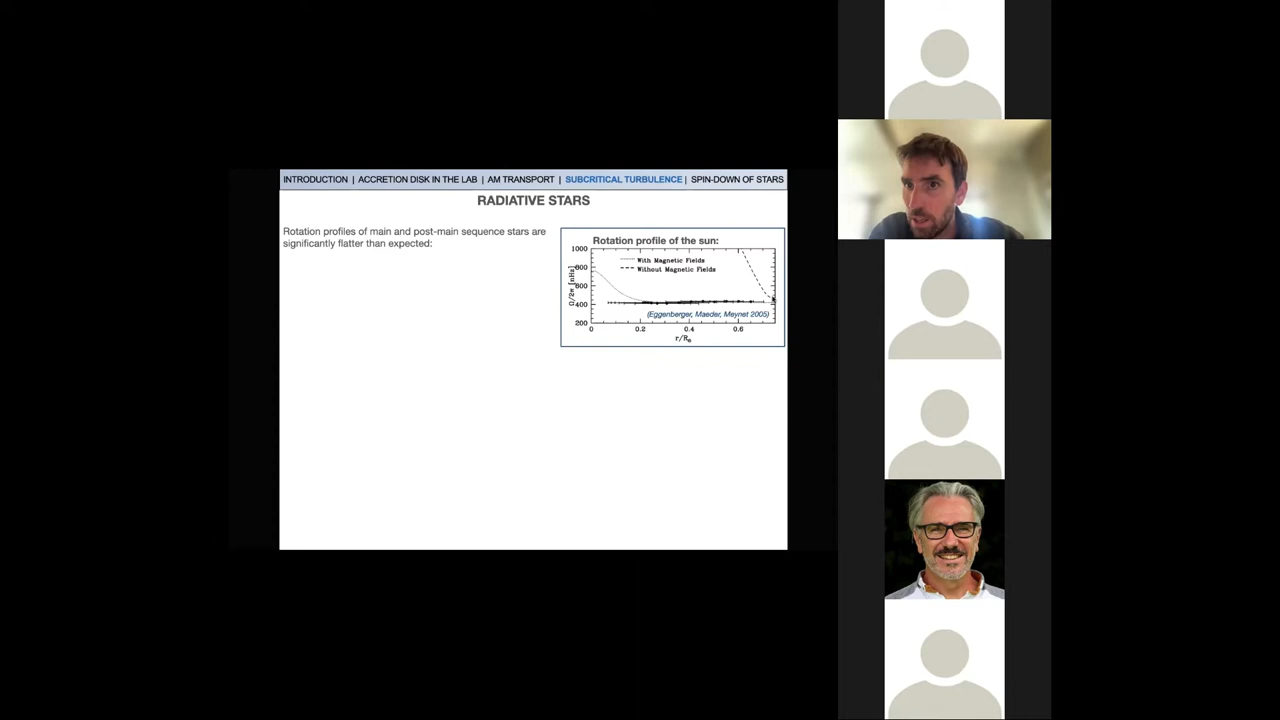 INTRODUCTION | ACCRETION DISK IN THE LAB | AM TRANSPORT | SUBCRITICAL TURBULENCE | SPIN-DOWN OF STARS
RADIATIVE STARS
Rotation profiles of main and post-main sequence stars are
significantly flatter than expected:
Rotation profile of the sun:
1000
800
600
400
200
Ω/2π [nHz]
With Magnetic Fields
Without Magnetic Fields
(Eggenberger, Maeder, Meynet 2005)
0 0.2 0.4 0.6
r/R⊙